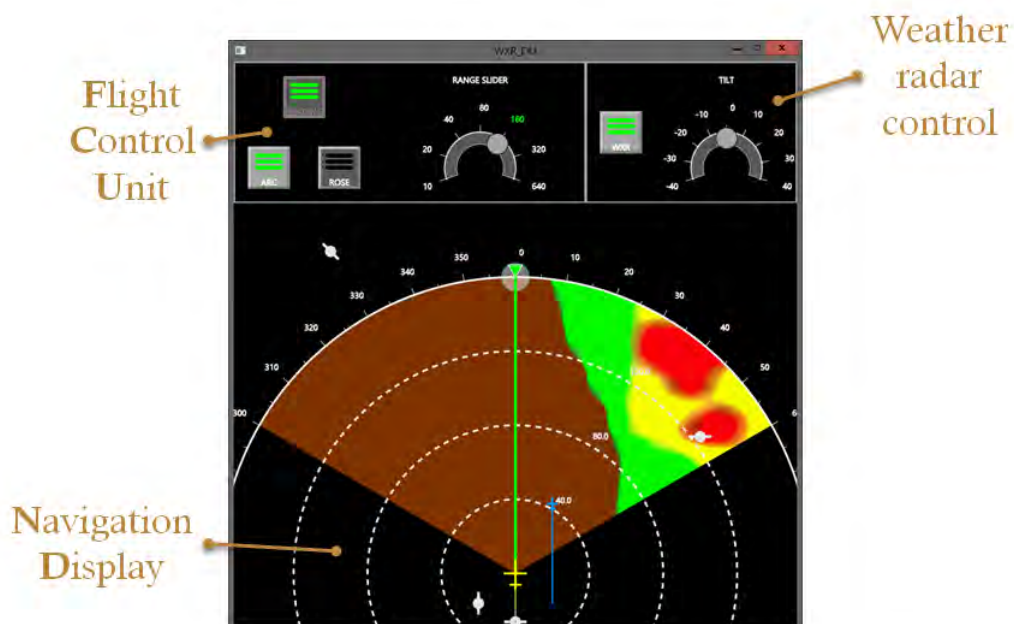 Weather
radar
control
Flight
Control
Unit
Navigation
Display
RANGE SLIDER
10
20
40
80
160
320
640
TILT
-40
-30
-20
-10
0
10
20
30
40
WXR
ARC
ROSE
300
310
320
330
340
350
0
10
20
30
40
50
80.0
40.0